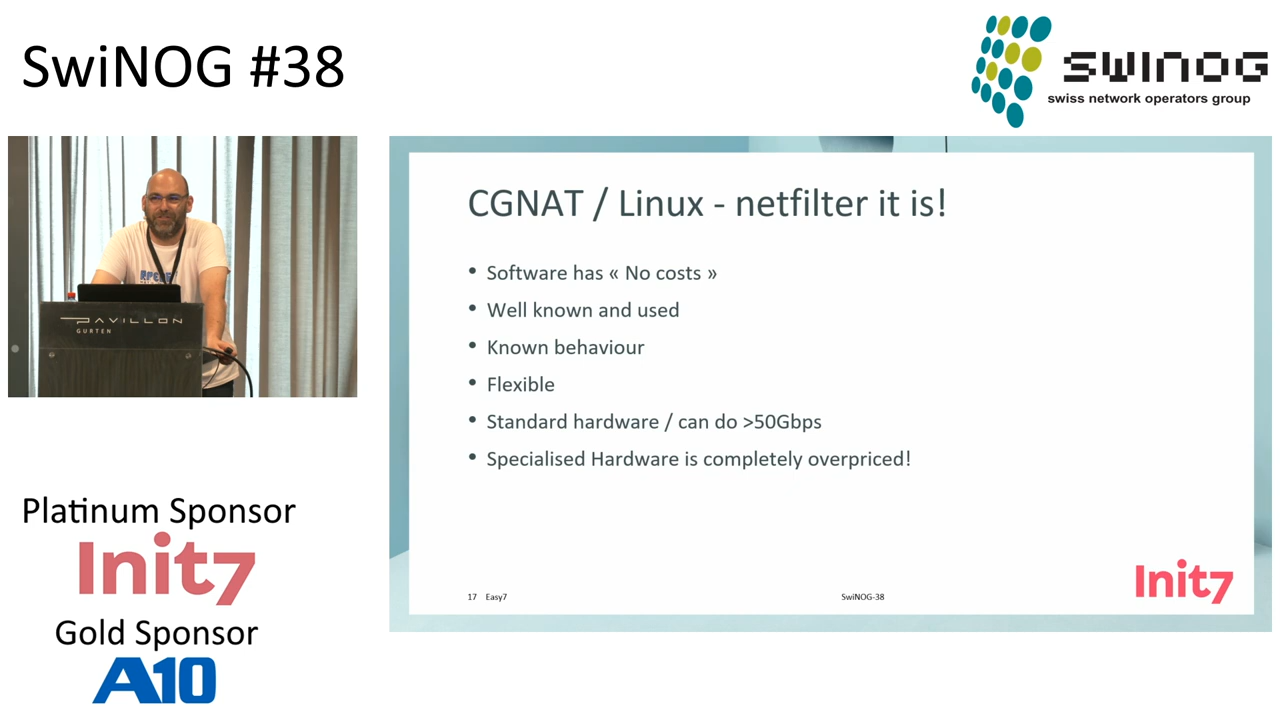 SwiNOG #38
SWINOG
swiss network operators group
PAVILLON
GURTEN
CGNAT / Linux - netfilter it is!
• Software has « No costs »
• Well known and used
• Known behaviour
• Flexible
• Standard hardware / can do >50Gbps
• Specialised Hardware is completely overpriced!
17 Easy7
SwiNOG-38
Init7
Platinum Sponsor
Init7
Gold Sponsor
A10